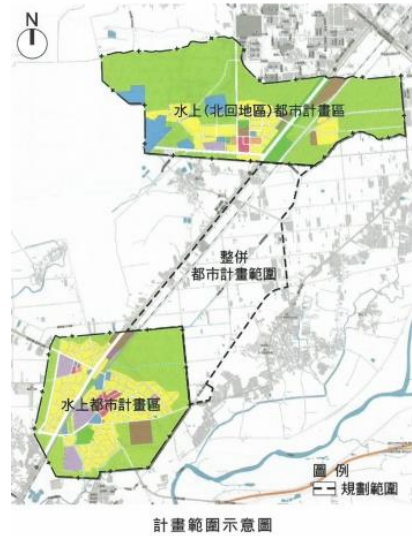 N
水上(北回地區)都市計畫區
整併
都市計畫範圍
水上都市計畫區
圖例
規劃範圍
計畫範圍示意圖